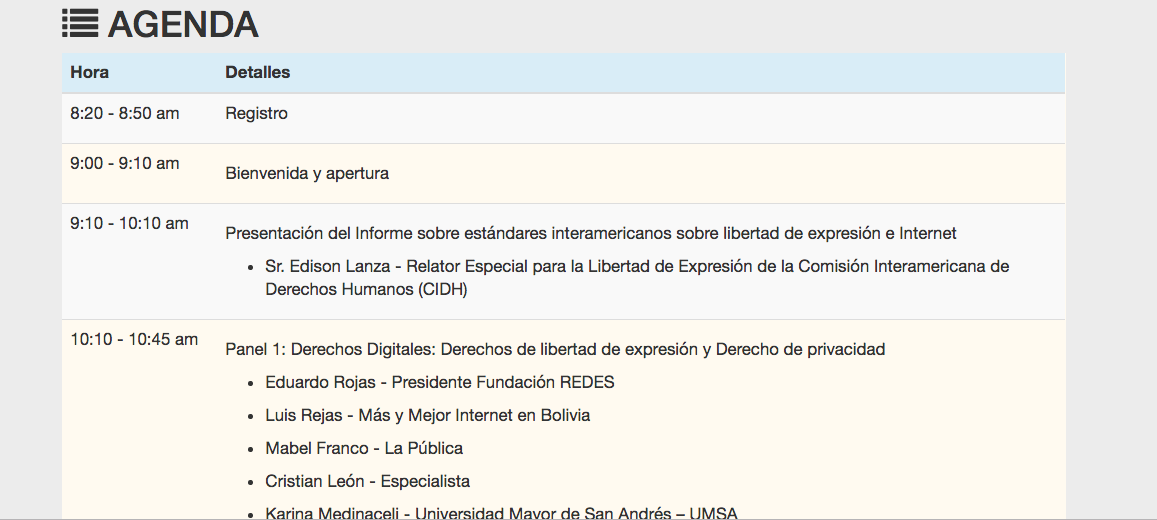 AGENDA
Hora Detalles
8:20 - 8:50 am Registro
9:00 - 9:10 am Bienvenida y apertura
9:10 - 10:10 am Presentación del Informe sobre estándares interamericanos sobre libertad de expresión e Internet
• Sr. Edison Lanza - Relator Especial para la Libertad de Expresión de la Comisión Interamericana de
Derechos Humanos (CIDH)
10:10 - 10:45 am Panel 1: Derechos Digitales: Derechos de libertad de expresión y Derecho de privacidad
• Eduardo Rojas - Presidente Fundación REDES
• Luis Rejas - Más y Mejor Internet en Bolivia
• Mabel Franco - La Pública
• Cristian León - Especialista
• Karina Medinaceli - Universidad Mayor de San Andrés – UMSA